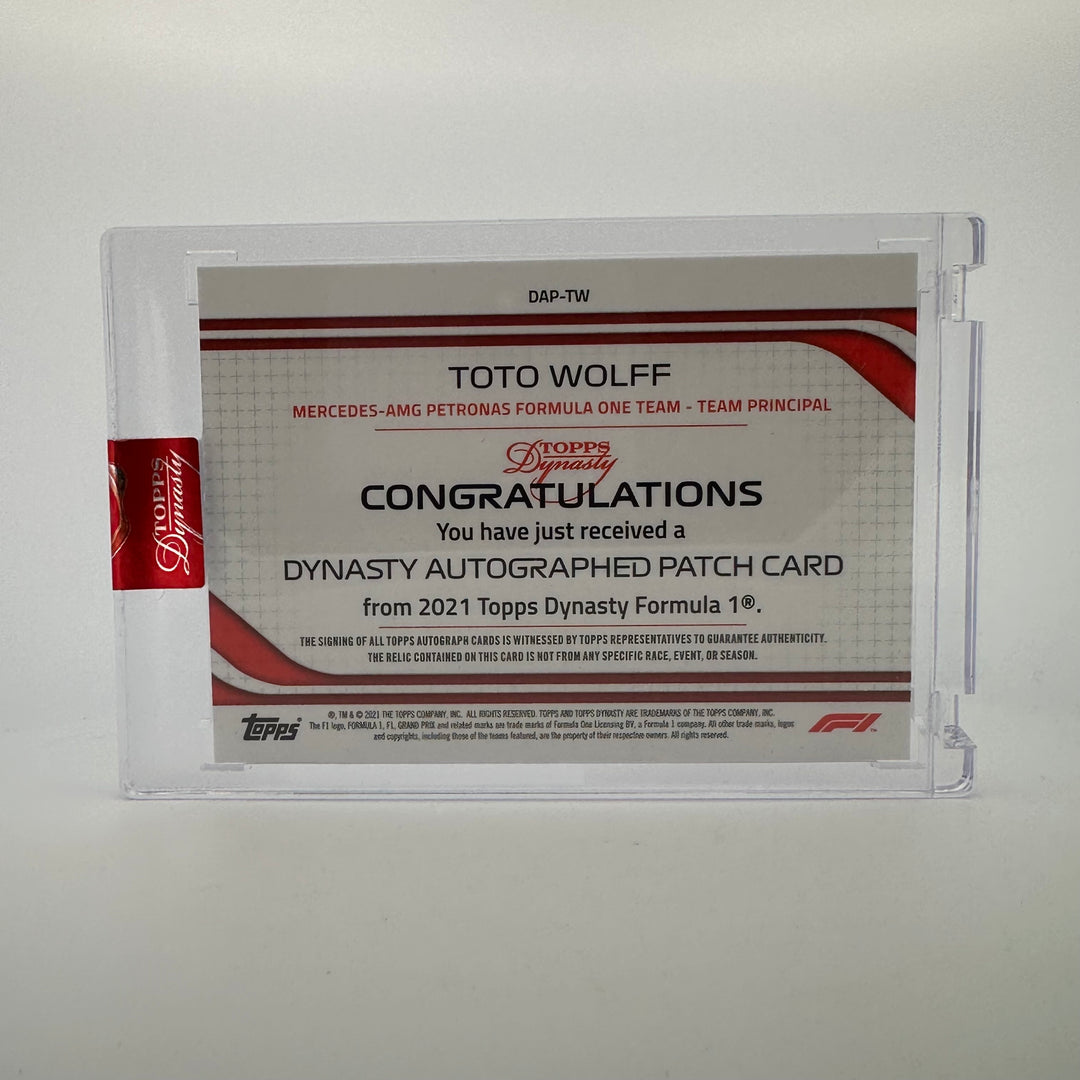 DAP-TW
TOTO WOLFF
MERCEDES-AMG PETRONAS FORMULA ONE TEAM - TEAM PRINCIPAL
TOPPS
Dynasty
CONGRATULATIONS
You have just received a
DYNASTY AUTOGRAPHED PATCH CARD
from 2021 Topps Dynasty Formula 1®.
THE SIGNING OF ALL TOPPS AUTOGRAPH CARDS IS WITNESSED BY TOPPS REPRESENTATIVES TO GUARANTEE AUTHENTICITY.
THE RELIC CONTAINED ON THIS CARD IS NOT FROM ANY SPECIFIC RACE, EVENT, OR SEASON.
topps
®, TM & © 2021 THE TOPPS COMPANY, INC. ALL RIGHTS RESERVED. TOPPS AND TOPPS DYNASTY ARE TRADEMARKS OF THE TOPPS COMPANY, INC.
The F1 logo, FORMULA 1, F1, GRAND PRIX and related marks are trade marks of Formula One Licensing BV, a Formula 1 company. All other trade marks, logos
and copyrights, including those of the teams featured, are the property of their respective owners. All rights reserved.
F1™
TOPPS
Dynasty